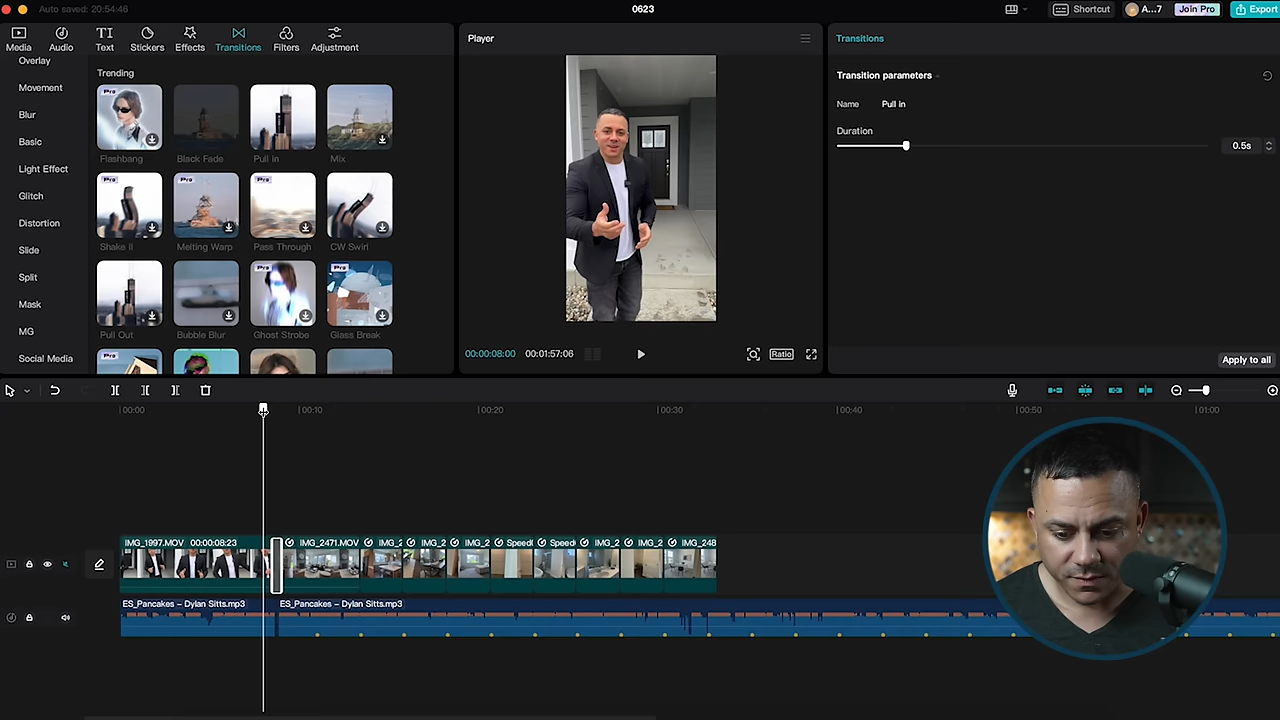 Auto saved: 20:54:46
0623
Shortcut
A...7
Join Pro
Export
Media
Audio
Text
Stickers
Effects
Transitions
Filters
Adjustment
Overlay
Movement
Blur
Basic
Light Effect
Glitch
Distortion
Slide
Split
Mask
MG
Social Media
Trending
Pro
Flashbang
Black Fade
Pull in
Mix
Pro
Pro
Pro
Shake II
Melting Warp
Pass Through
CW Swirl
Pro
Pro
Pull Out
Bubble Blur
Ghost Strobe
Glass Break
Pro
Player
00:00:08:00
00:01:57:06
Ratio
Transitions
Transition parameters
Name
Pull in
Duration
0.5s
Apply to all
00:00
00:10
00:20
00:30
00:40
00:50
01:00
IMG_1997.MOV 00:00:08:23
IMG_2471.MOV
IMG_2
IMG_2
IMG_2
Speed
Speed
IMG_2
IMG_2
IMG_248
ES_Pancakes – Dylan Sitts.mp3
ES_Pancakes – Dylan Sitts.mp3